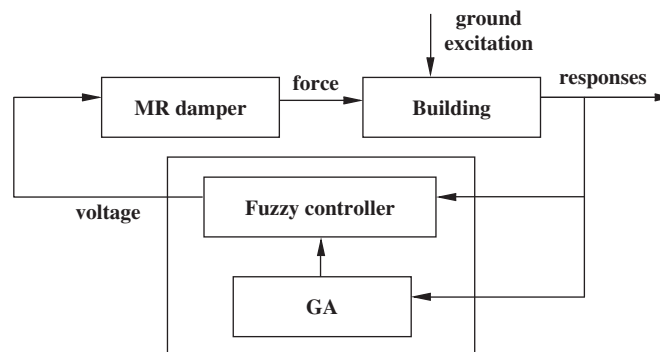 ground
excitation
force
responses
MR damper
Building
voltage
Fuzzy controller
GA